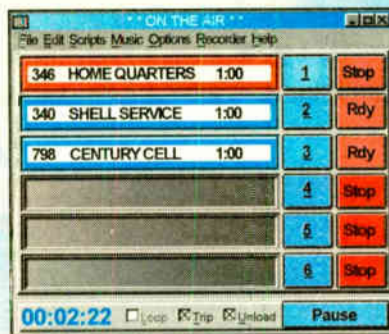 ** ON THE AIR **
File Edit Scripts Music Options Recorder Help
346 HOME QUARTERS 1:00 1 Stop
340 SHELL SERVICE 1:00 2 Rdy
798 CENTURY CELL 1:00 3 Rdy
4 Stop
5 Stop
6 Stop
00:02:22 Loop Trip Unload Pause